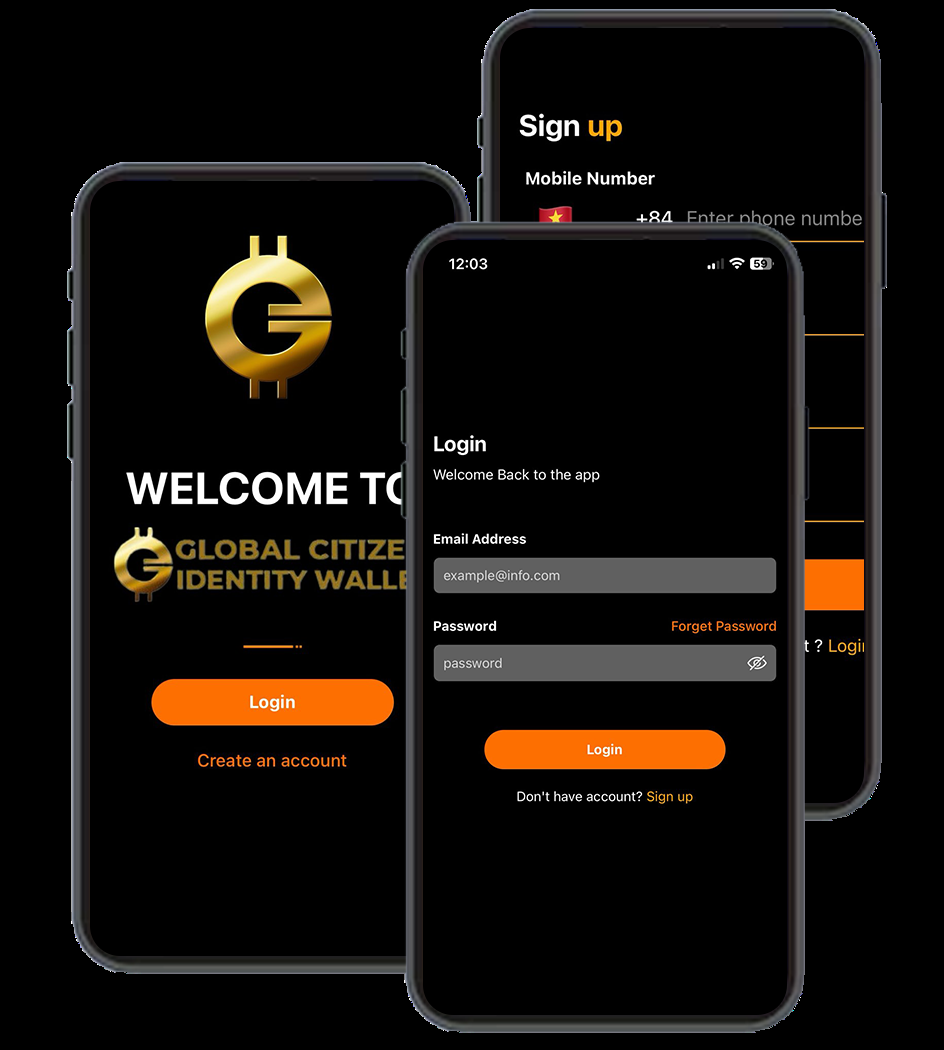 Sign up
Mobile Number
+84 Enter phone numbe
t ? Login
WELCOME TO
GLOBAL CITIZE
IDENTITY WALLE
Login
Create an account
12:03
59
Login
Welcome Back to the app
Email Address
example@info.com
Password Forget Password
password
Login
Don't have account? Sign up